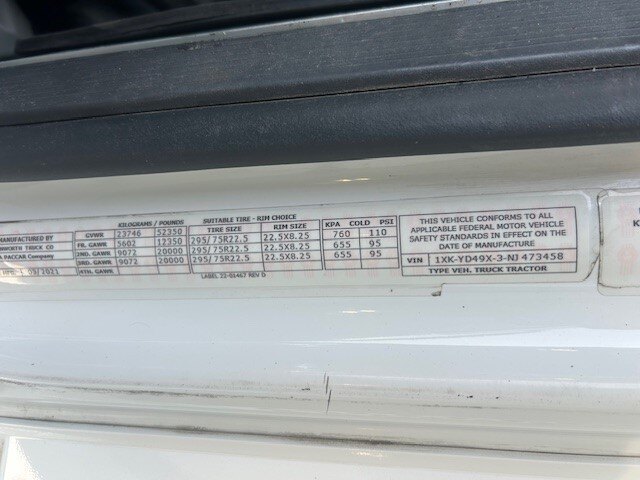 KILOGRAMS / POUNDS SUITABLE TIRE - RIM CHOICE
MANUFACTURED BY GVWR 23746 52350 TIRE SIZE RIM SIZE KPA COLD PSI
KENWORTH TRUCK CO FR. GAWR 5602 12350 295/75R22.5 22.5X8.25 760 110
A PACCAR Company 2ND. GAWR 9072 20000 295/75R22.5 22.5X8.25 655 95
09/2021 3RD. GAWR 9072 20000 295/75R22.5 22.5X8.25 655 95
4TH. GAWR
LABEL 22-01467 REV D
THIS VEHICLE CONFORMS TO ALL
APPLICABLE FEDERAL MOTOR VEHICLE
SAFETY STANDARDS IN EFFECT ON THE
DATE OF MANUFACTURE
VIN 1XK-YD49X-3-NJ 473458
TYPE VEH. TRUCK TRACTOR